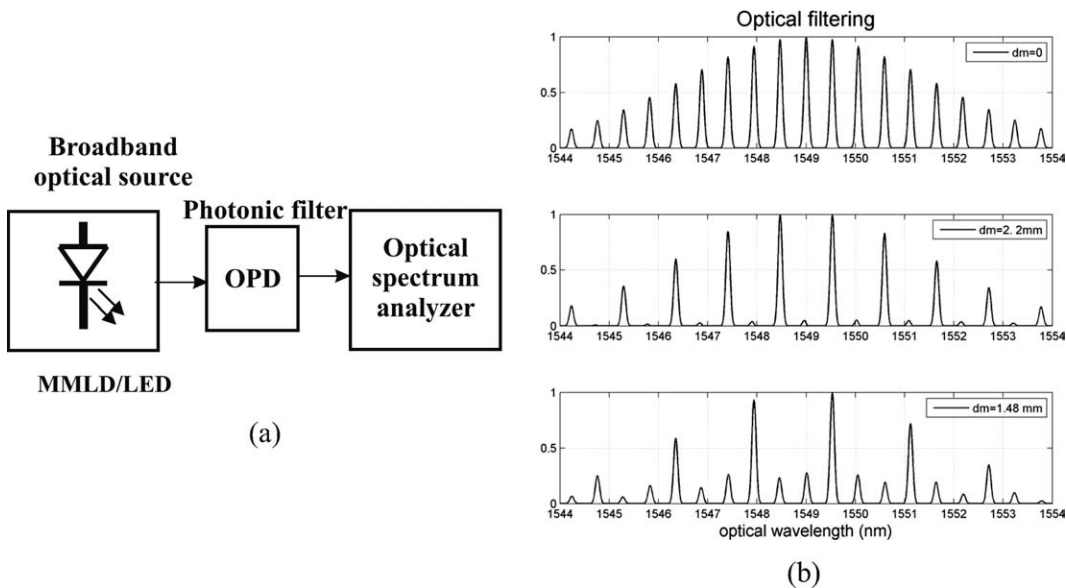 Broadband
optical source
Photonic filter
OPD
Optical
spectrum
analyzer
MMLD/LED
(a)
Optical filtering
1
0.5
0
dm=0
1544 1545 1546 1547 1548 1549 1550 1551 1552 1553 1554
1
0.5
0
dm=2. 2mm
1544 1545 1546 1547 1548 1549 1550 1551 1552 1553 1554
1
0.5
0
dm=1.48 mm
1544 1545 1546 1547 1548 1549 1550 1551 1552 1553 1554
optical wavelength (nm)
(b)